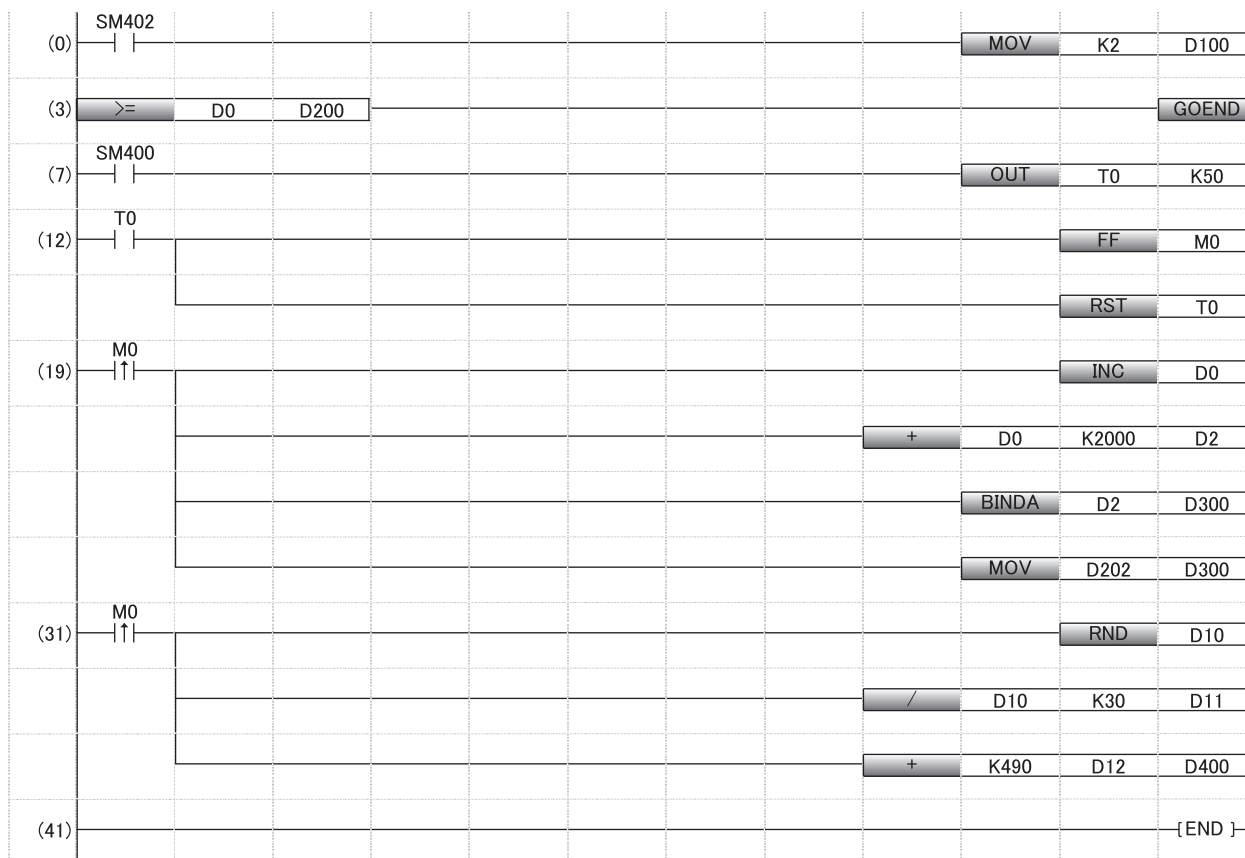 SM402
(0) MOV K2 D100
(3) >= D0 D200 GOEND
SM400
(7) OUT T0 K50
T0
(12) FF M0
RST T0
M0
(19) INC D0
+ D0 K2000 D2
BINDA D2 D300
MOV D202 D300
M0
(31) RND D10
/ D10 K30 D11
+ K490 D12 D400
(41) [END]